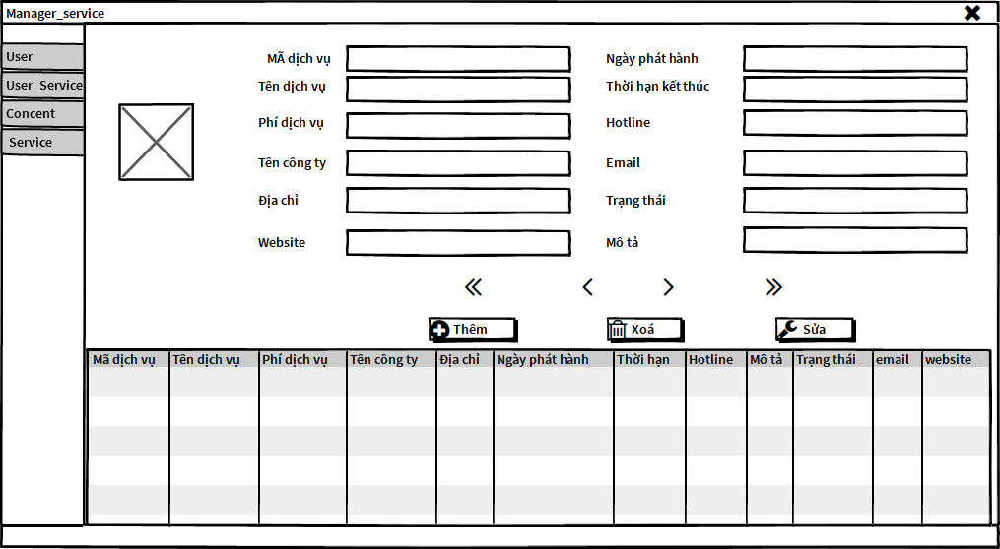 Manager_service
User
User_Service
Concent
Service
MÃ dịch vụ
Ngày phát hành
Tên dịch vụ
Thời hạn kết thúc
Phí dịch vụ
Hotline
Tên công ty
Email
Địa chỉ
Trạng thái
Website
Mô tả
Thêm
Xoá
Sửa
Mã dịch vụ Tên dịch vụ Phí dịch vụ Tên công ty Địa chỉ Ngày phát hành Thời hạn Hotline Mô tả Trạng thái email website